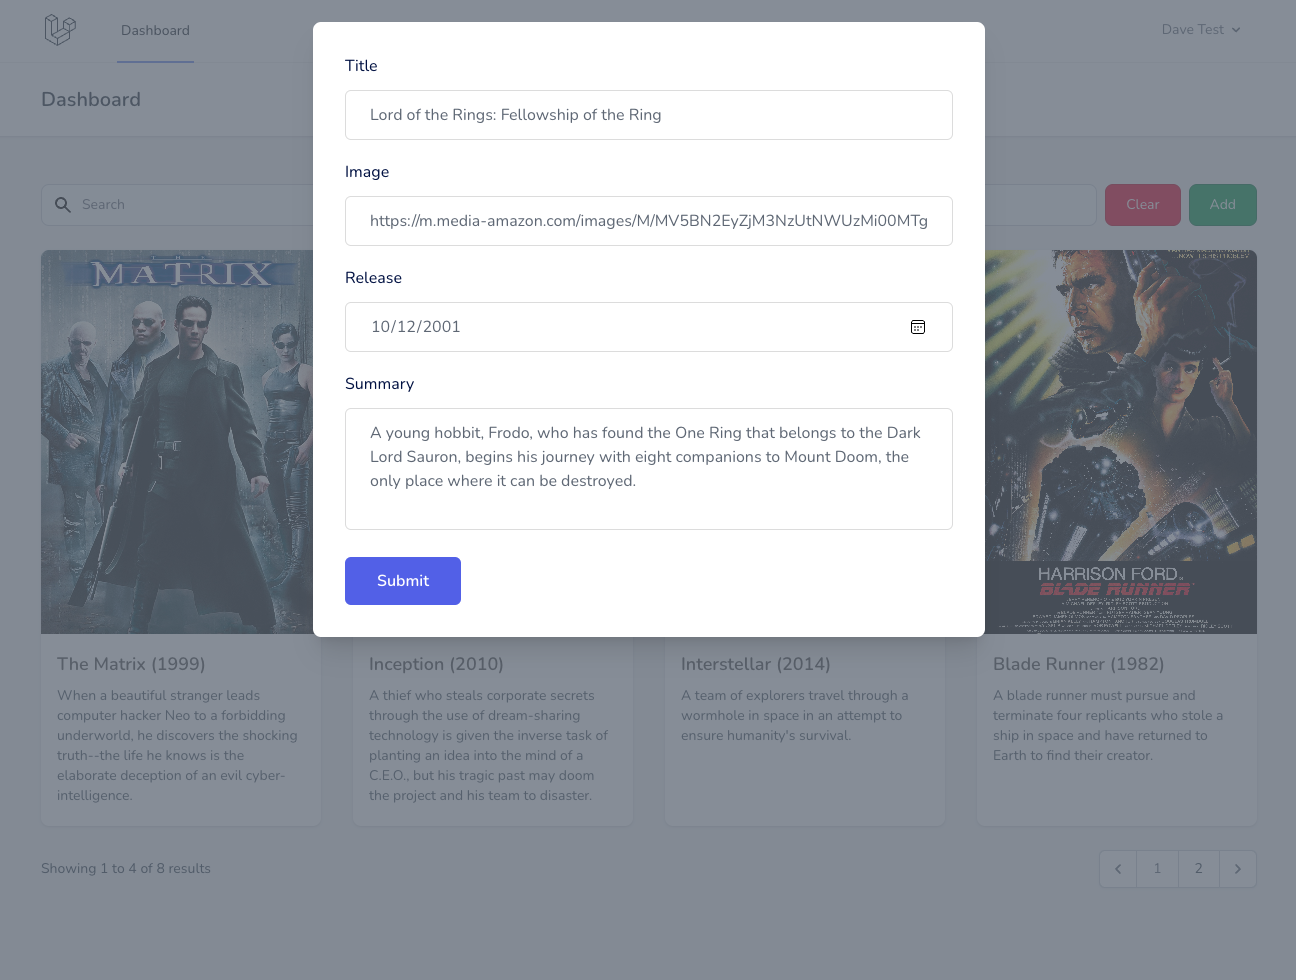 Dashboard
Dave Test
Dashboard
Search
Clear
Add
Title
Lord of the Rings: Fellowship of the Ring
Image
https://m.media-amazon.com/images/M/MV5BN2EyZjM3NzUtNWUzMi00MTg
Release
10/12/2001
Summary
A young hobbit, Frodo, who has found the One Ring that belongs to the Dark
Lord Sauron, begins his journey with eight companions to Mount Doom, the
only place where it can be destroyed.
Submit
THE
MATRIX
HARRISON FORD
BLADE RUNNER
The Matrix (1999)
When a beautiful stranger leads
computer hacker Neo to a forbidding
underworld, he discovers the shocking
truth--the life he knows is the
elaborate deception of an evil cyber-
intelligence.
Inception (2010)
A thief who steals corporate secrets
through the use of dream-sharing
technology is given the inverse task of
planting an idea into the mind of a
C.E.O., but his tragic past may doom
the project and his team to disaster.
Interstellar (2014)
A team of explorers travel through a
wormhole in space in an attempt to
ensure humanity's survival.
Blade Runner (1982)
A blade runner must pursue and
terminate four replicants who stole a
ship in space and have returned to
Earth to find their creator.
Showing 1 to 4 of 8 results
1
2